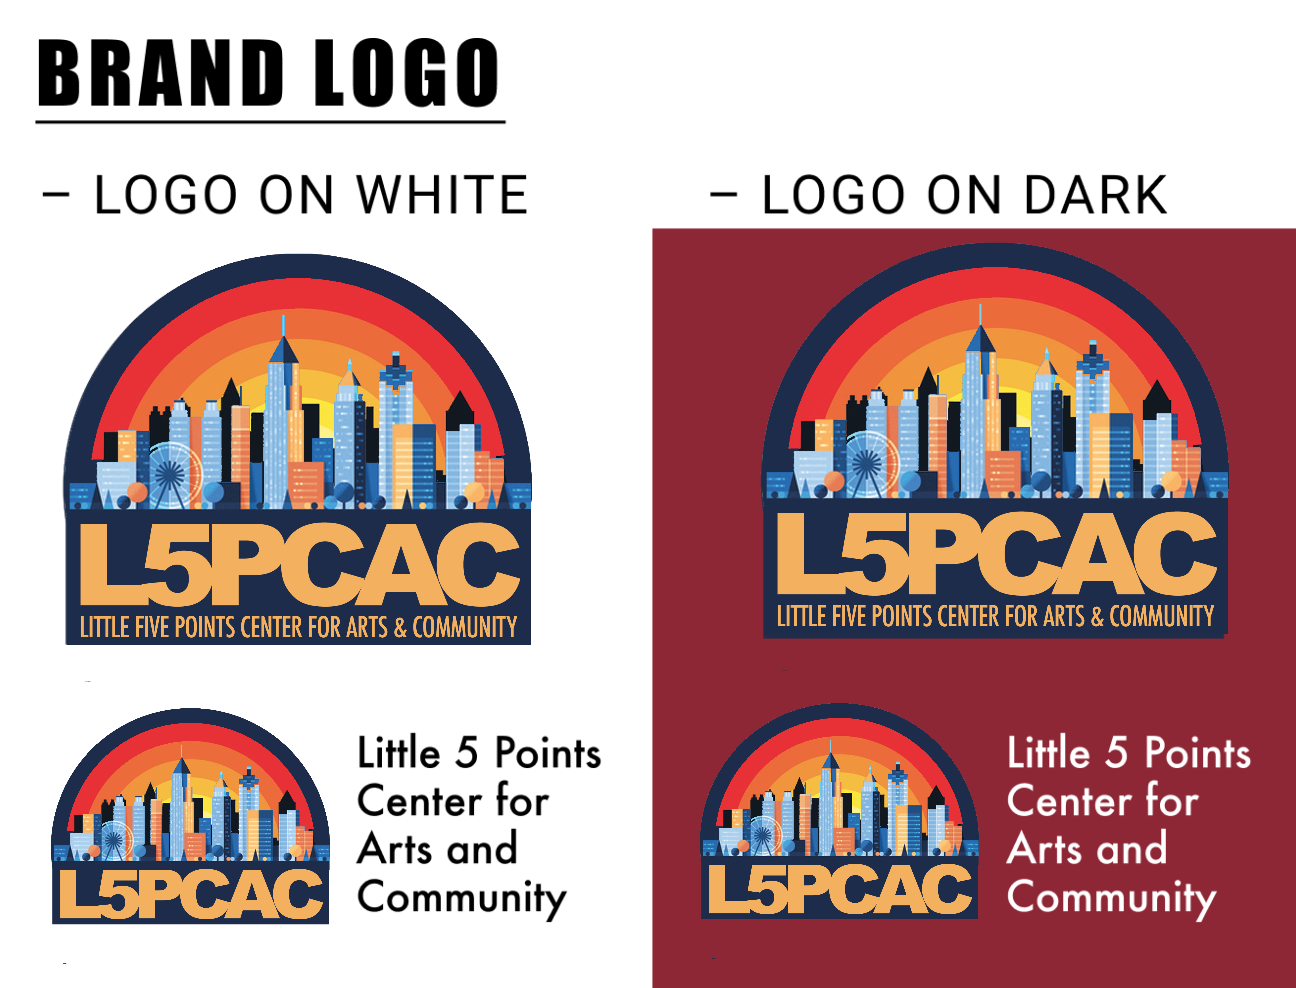 BRAND LOGO
– LOGO ON WHITE
– LOGO ON DARK
L5PCAC
LITTLE FIVE POINTS CENTER FOR ARTS & COMMUNITY
L5PCAC
LITTLE FIVE POINTS CENTER FOR ARTS & COMMUNITY
L5PCAC
Little 5 Points
Center for
Arts and
Community
L5PCAC
Little 5 Points
Center for
Arts and
Community